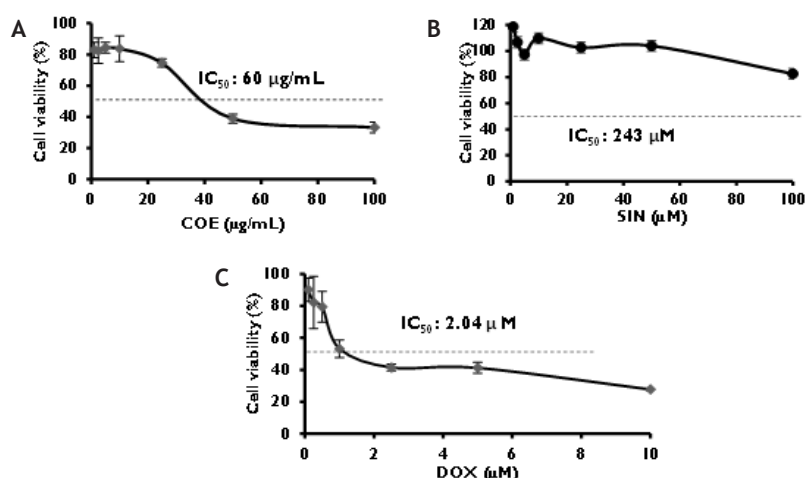 A
Cell viability (%)
100
80
60
40
20
0
IC50: 60 μg/mL
0 20 40 60 80 100
COE (μg/mL)
B
Cell viability (%)
120
100
80
60
40
20
0
IC50: 243 μM
0 20 40 60 80 100
SIN (μM)
C
Cell viability (%)
100
80
60
40
20
0
IC50: 2.04 μ M
0 2 4 6 8 10
DOX (μM)